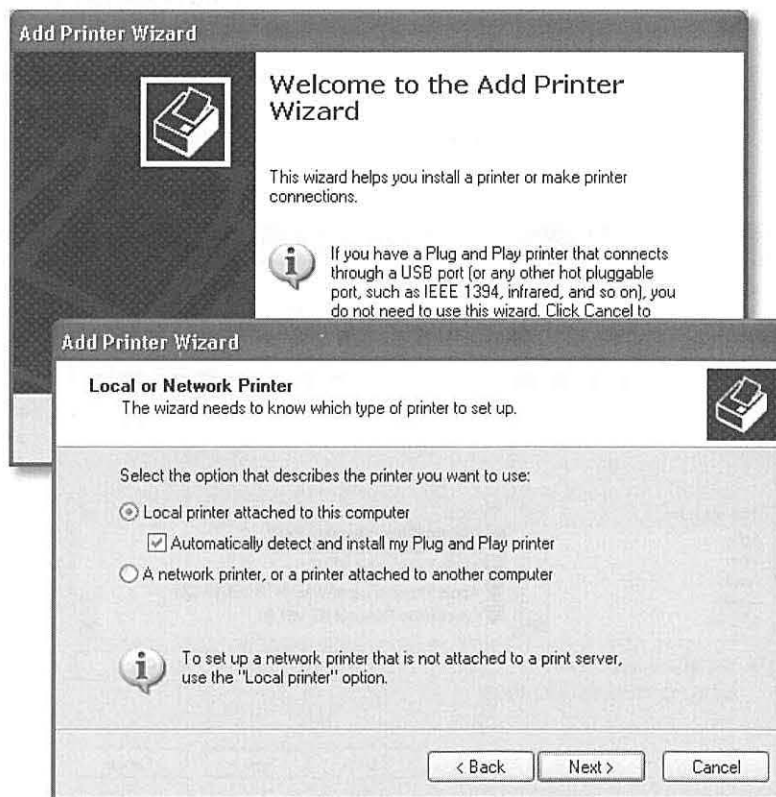 Add Printer Wizard
Welcome to the Add Printer
Wizard
This wizard helps you install a printer or make printer
connections.
If you have a Plug and Play printer that connects
through a USB port (or any other hot pluggable
port, such as IEEE 1394, infrared, and so on), you
do not need to use this wizard. Click Cancel to
Add Printer Wizard
Local or Network Printer
The wizard needs to know which type of printer to set up.
Select the option that describes the printer you want to use:
Local printer attached to this computer
Automatically detect and install my Plug and Play printer
A network printer, or a printer attached to another computer
To set up a network printer that is not attached to a print server,
use the "Local printer" option.
< Back Next > Cancel